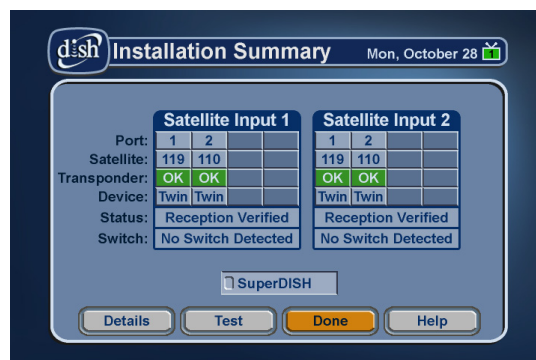 dish Installation Summary Mon, October 28 1
Satellite Input 1 Satellite Input 2
Port: 1 2 1 2
Satellite: 119 110 119 110
Transponder: OK OK OK OK
Device: Twin Twin Twin Twin
Status: Reception Verified Reception Verified
Switch: No Switch Detected No Switch Detected
SuperDISH
Details Test Done Help